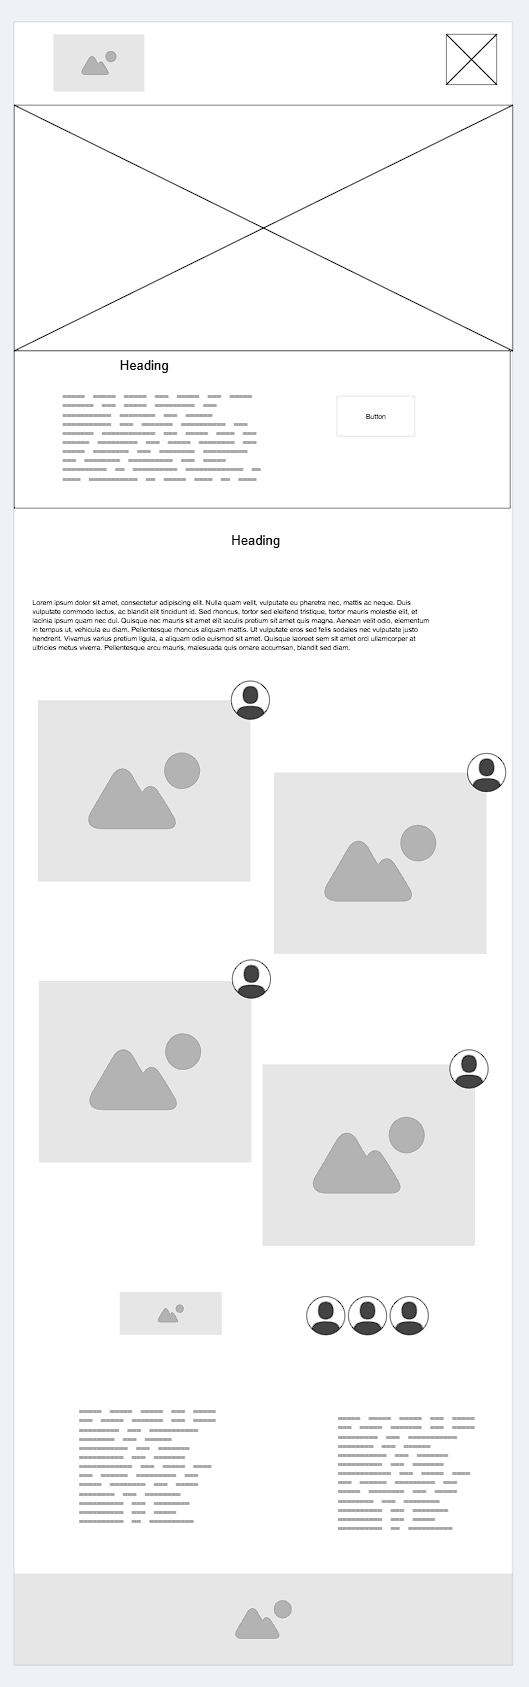 Heading
Button
Heading
Lorem ipsum dolor sit amet, consectetur adipiscing elit. Nulla quam velit, vulputate eu pharetra nec, mattis ac neque. Duis
vulputate commodo lectus, ac blandit elit tincidunt id. Sed rhoncus, tortor sed eleifend tristique, tortor mauris molestie elit, et
lacinia ipsum quam nec dui. Quisque nec mauris sit amet elit iaculis pretium sit amet quis magna. Aenean velit odio, elementum
in tempus ut, vehicula eu diam. Pellentesque rhoncus aliquam mattis. Ut vulputate eros sed felis sodales nec vulputate justo
hendrerit. Vivamus varius pretium ligula, a aliquam odio euismod sit amet. Quisque laoreet sem sit amet orci ullamcorper at
ultricies metus viverra. Pellentesque arcu mauris, malesuada quis ornare accumsan, blandit sed diam.